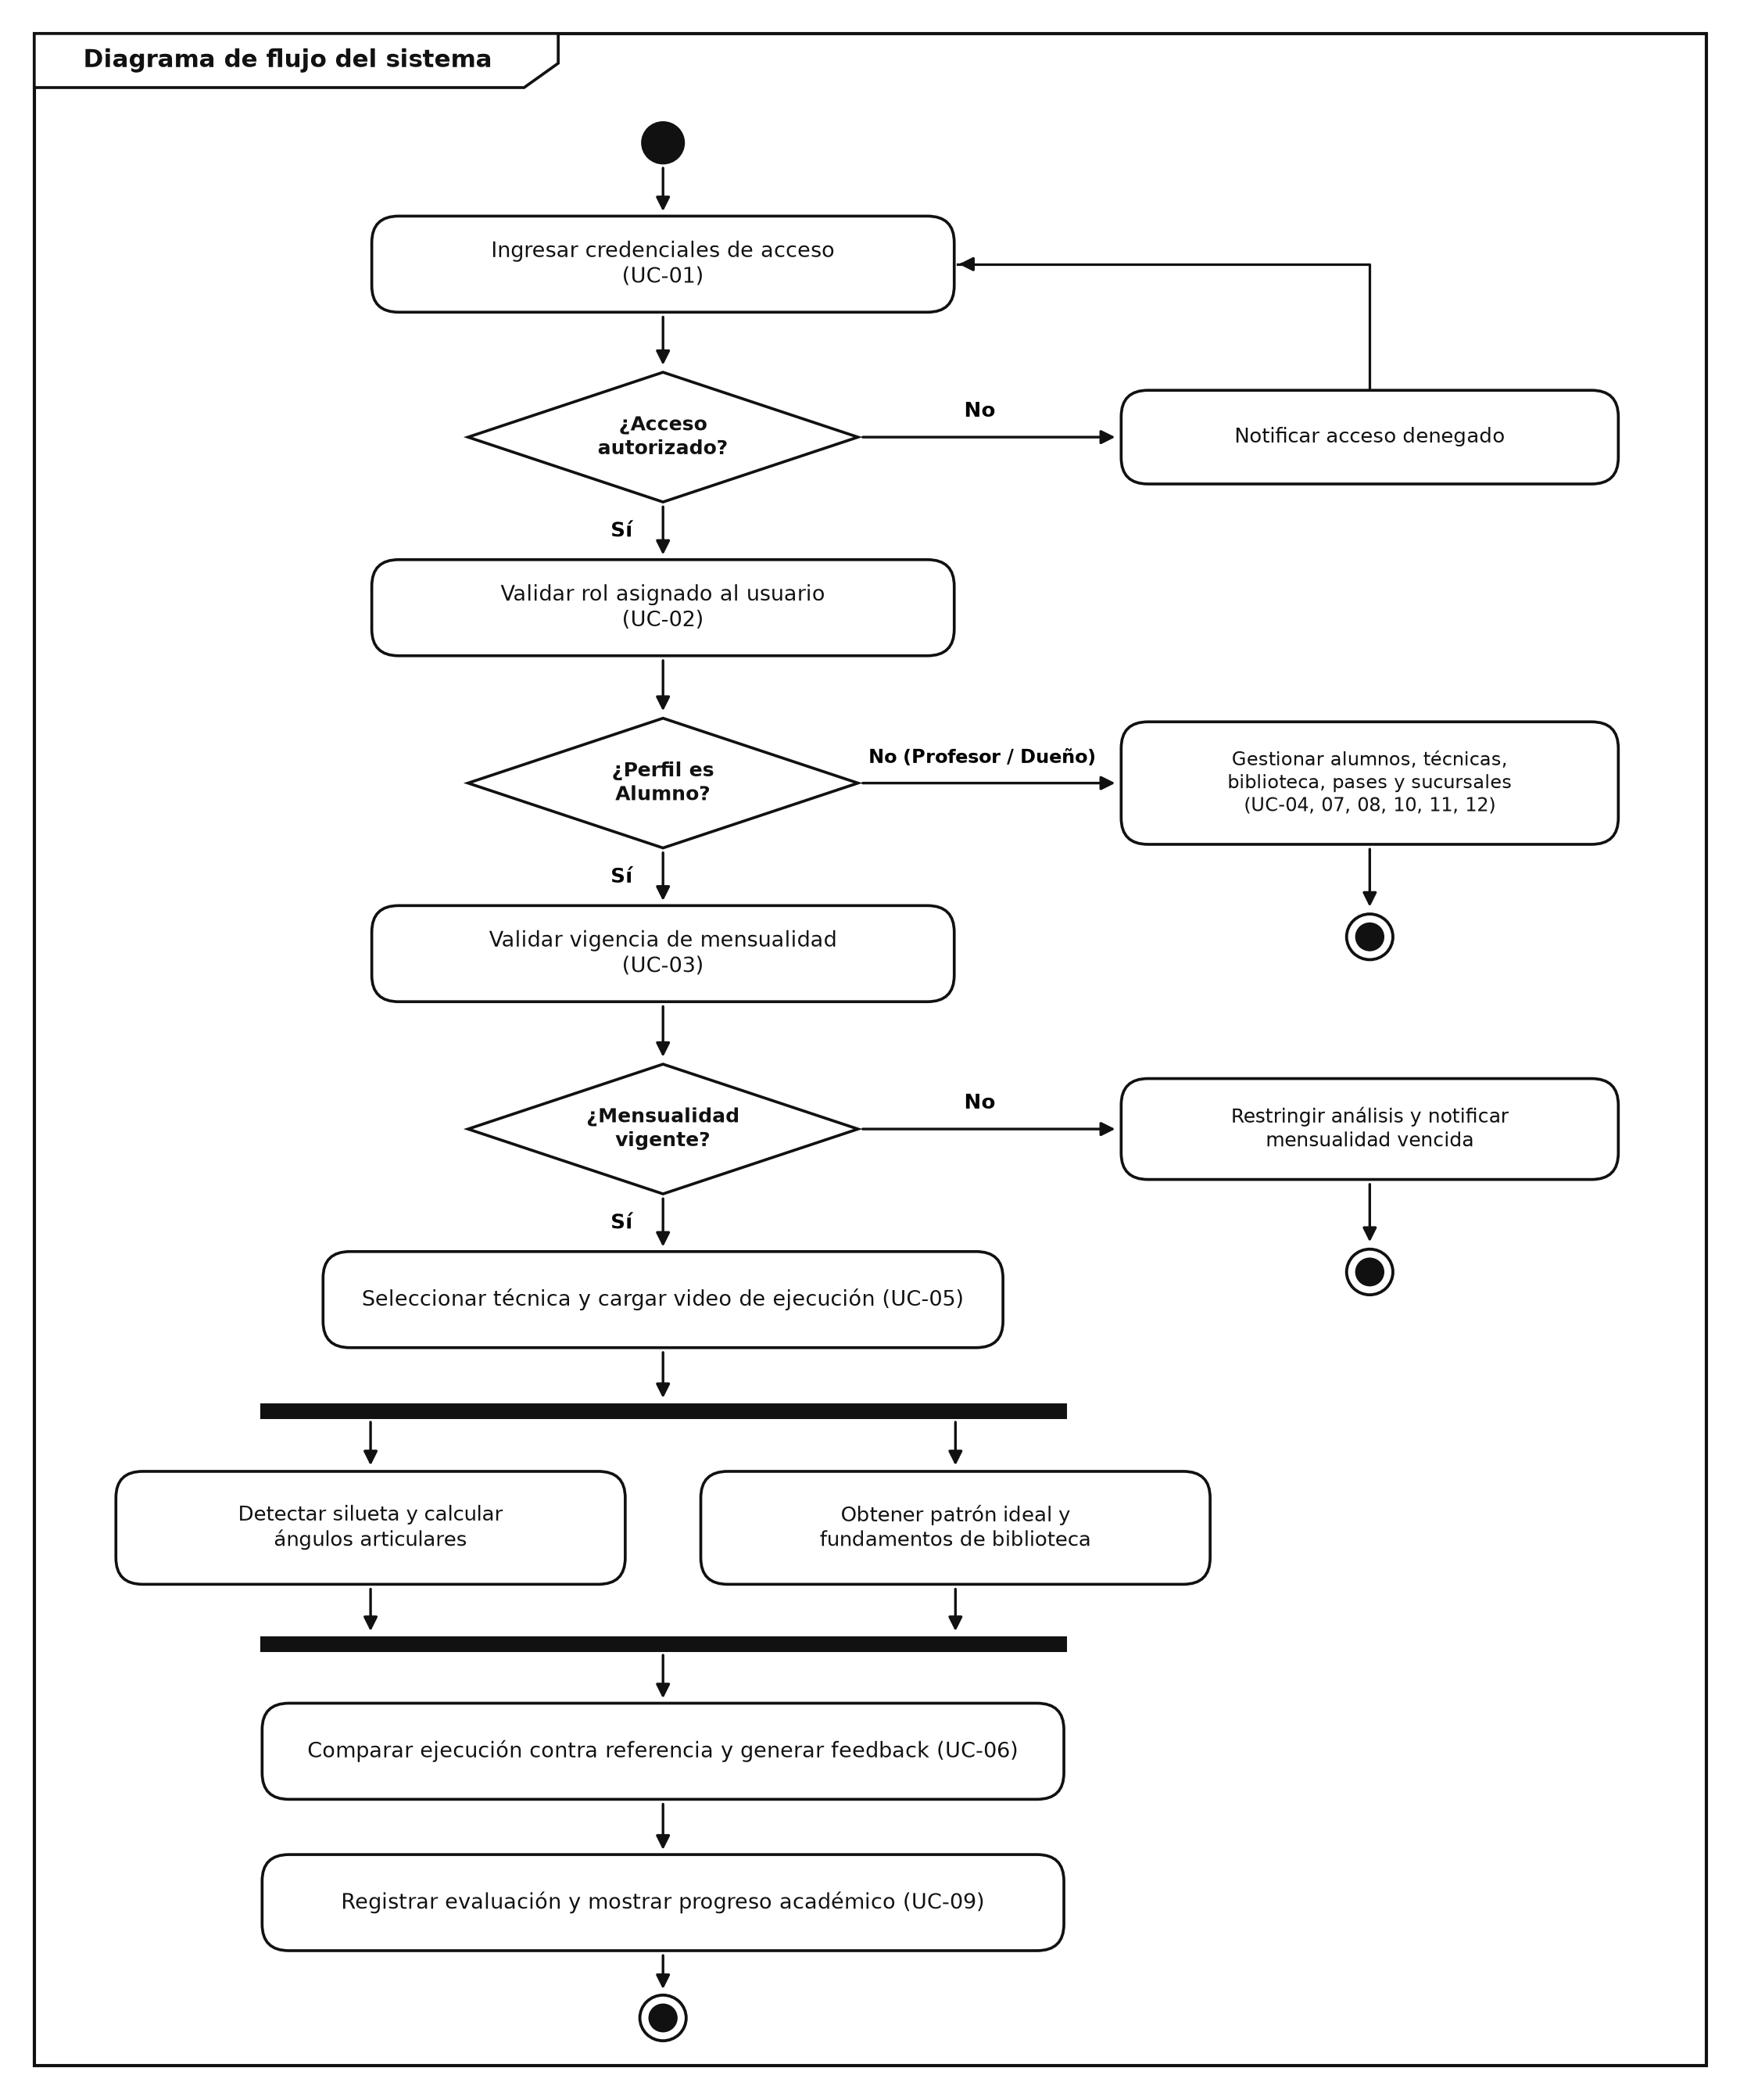 Diagrama de flujo del sistema
Ingresar credenciales de acceso
(UC-01)
¿Acceso
autorizado?
No
Notificar acceso denegado
Sí
Validar rol asignado al usuario
(UC-02)
¿Perfil es
Alumno?
No (Profesor / Dueño)
Gestionar alumnos, técnicas,
biblioteca, pases y sucursales
(UC-04, 07, 08, 10, 11, 12)
Sí
Validar vigencia de mensualidad
(UC-03)
¿Mensualidad
vigente?
No
Restringir análisis y notificar
mensualidad vencida
Sí
Seleccionar técnica y cargar video de ejecución (UC-05)
Detectar silueta y calcular
ángulos articulares
Obtener patrón ideal y
fundamentos de biblioteca
Comparar ejecución contra referencia y generar feedback (UC-06)
Registrar evaluación y mostrar progreso académico (UC-09)